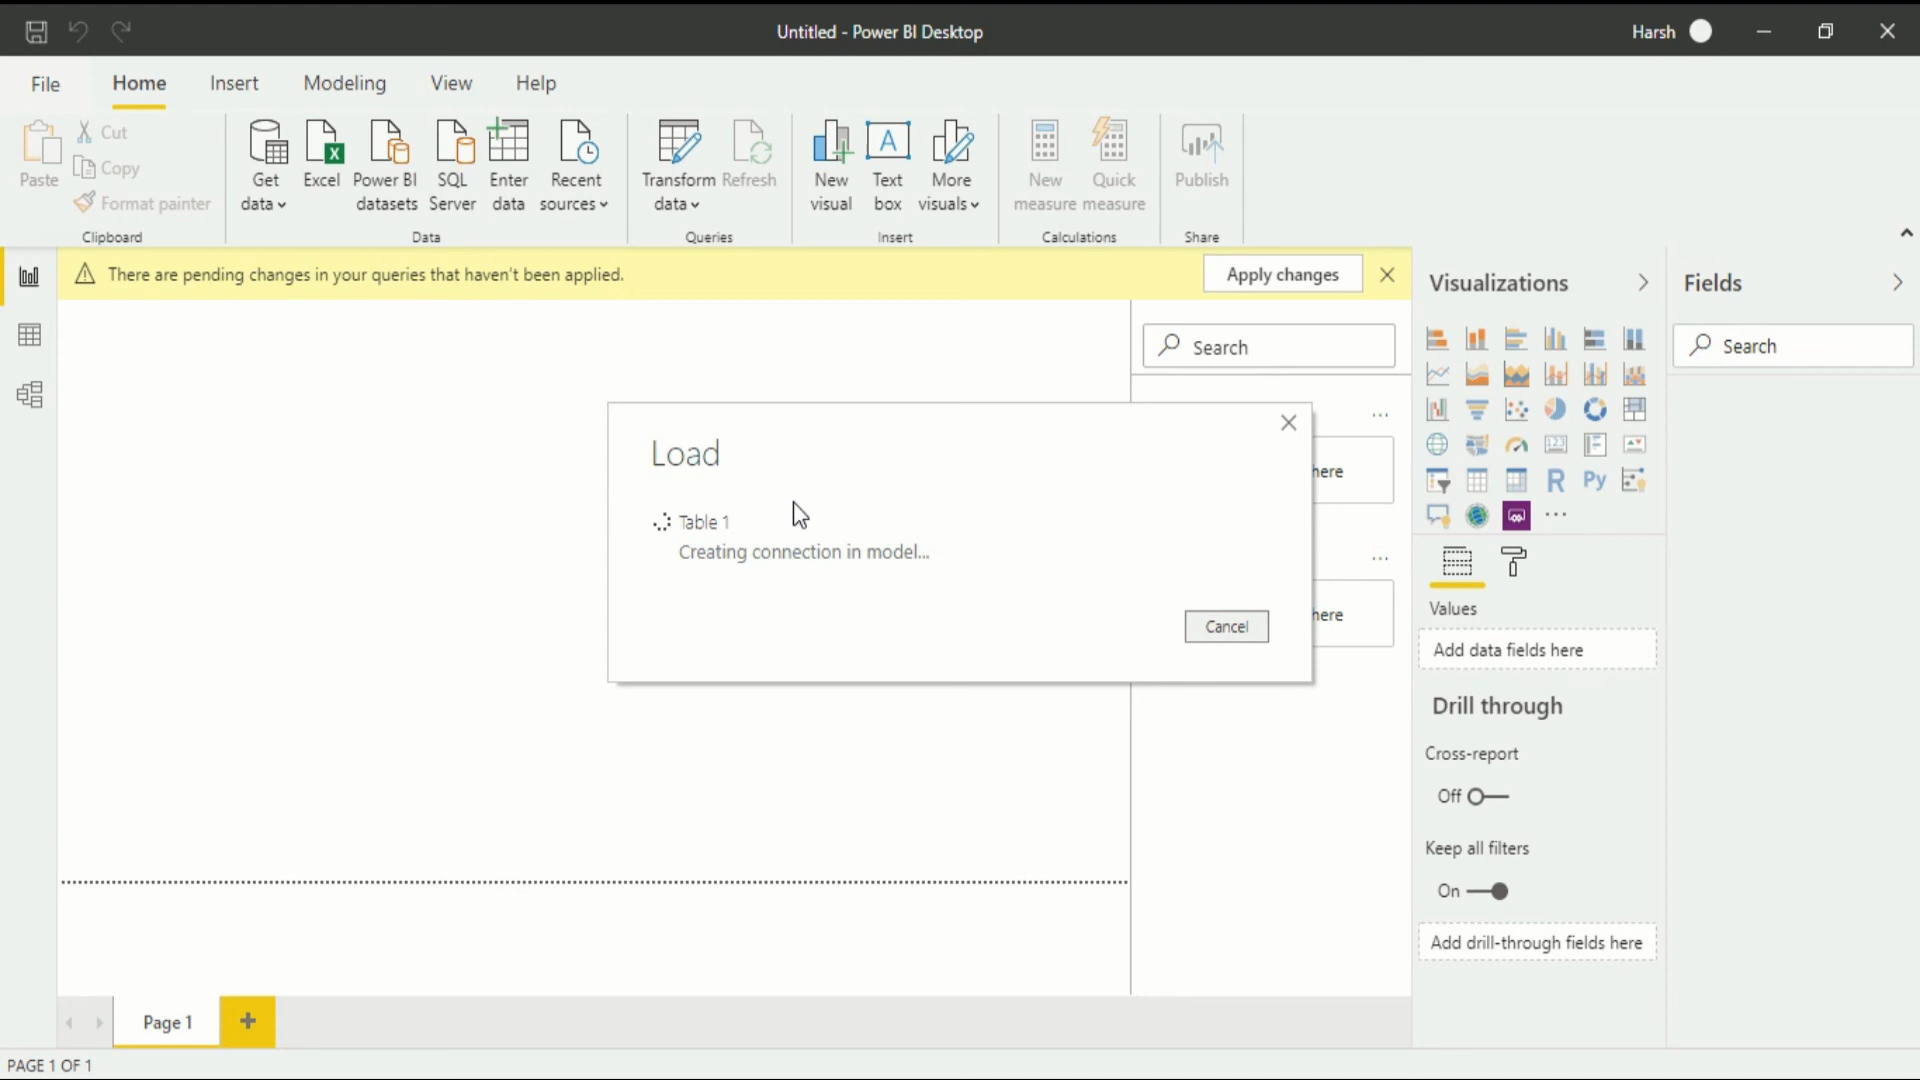 Untitled - Power BI Desktop
Harsh
File Home Insert Modeling View Help
Paste
Cut
Copy
Format painter
Clipboard
Get data
Excel
Power BI datasets
SQL Server
Enter data
Recent sources
Data
Transform data
Refresh
Queries
New visual
Text box
More visuals
Insert
New measure
Quick measure
Calculations
Publish
Share
There are pending changes in your queries that haven't been applied.
Apply changes
Search
...
here
...
here
Load
Table 1
Creating connection in model...
Cancel
Visualizations
123
R
Py
...
Values
Add data fields here
Drill through
Cross-report
Off
Keep all filters
On
Add drill-through fields here
Fields
Search
Page 1
+
PAGE 1 OF 1